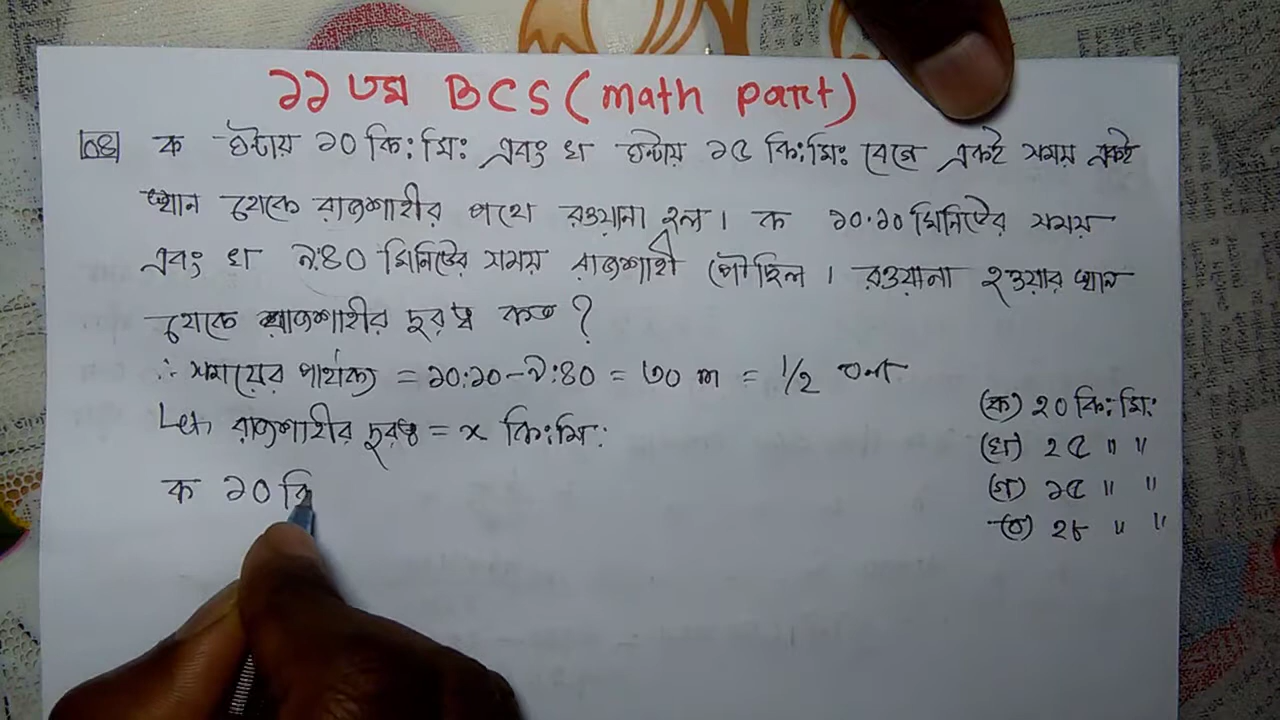 ১১তম BCS (math part)
০৪ ক ঘন্টায় ১০ কি:মি: এবং খ ঘন্টায় ১৫ কি:মি: বেগে একই সময় একই
স্থান থেকে রাজশাহীর পথে রওয়ানা হল। ক ১০.১০ মিনিটের সময়
এবং খ ৯:৪০ মিনিটের সময় রাজশাহী পৌছিল। রওয়ানা হওয়ার স্থান
থেকে রাজশাহীর দূরত্ব কত?
∴ সময়ের পার্থক্য = ১০:১০-৯:৪০ = ৩০ m = 1/2 ঘন্টা
Let, রাজশাহীর দূরত্ব = x কি:মি:
ক ১০ কি
(ক) ২০ কি:মি:
(খ) ২৫ " "
(গ) ১৫ " "
(ঘ) ২৮ " "